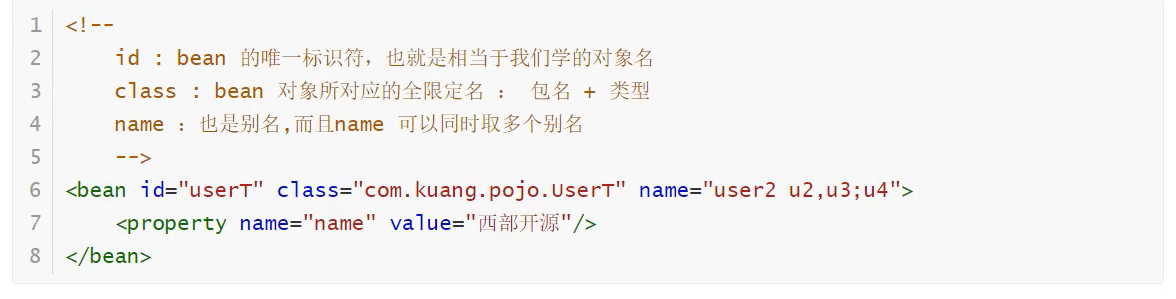 1 <!--
2     id : bean 的唯一标识符，也就是相当于我们学的对象名
3     class : bean 对象所对应的全限定名 ： 包名 + 类型
4     name ：也是别名,而且name 可以同时取多个别名
5     -->
6 <bean id="userT" class="com.kuang.pojo.UserT" name="user2 u2,u3;u4">
7     <property name="name" value="西部开源"/>
8 </bean>